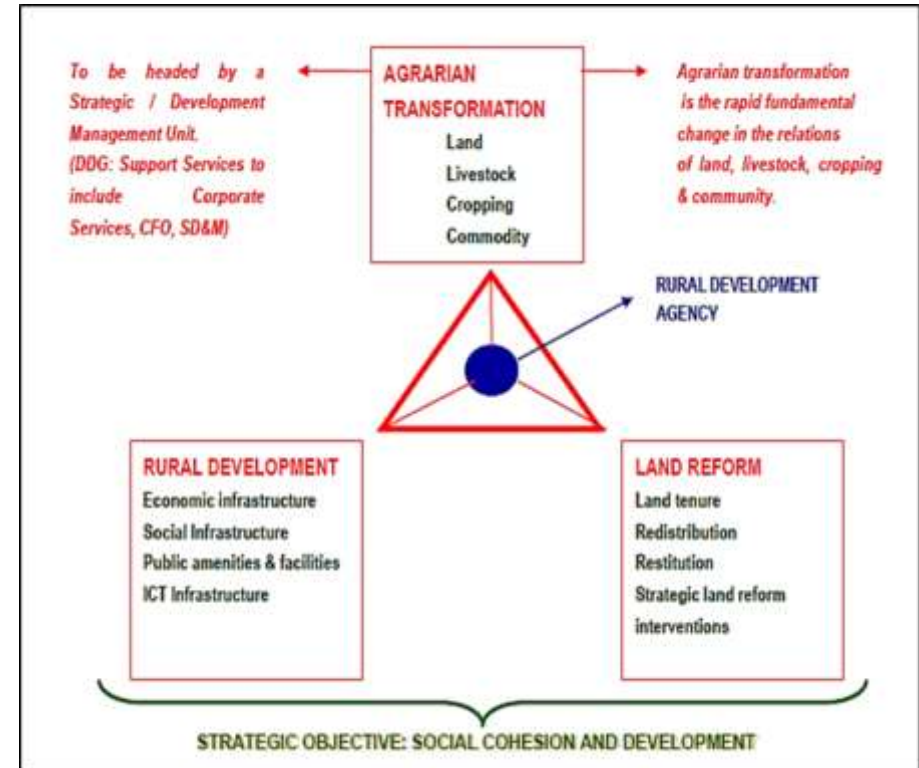 To be headed by a
Strategic / Development
Management Unit.
(DDG: Support Services to
include Corporate
Services, CFO, SD&M)
AGRARIAN
TRANSFORMATION
Land
Livestock
Cropping
Commodity
Agrarian transformation
is the rapid fundamental
change in the relations
of land, livestock, cropping
& community.
RURAL DEVELOPMENT
AGENCY
RURAL DEVELOPMENT
Economic infrastructure
Social Infrastructure
Public amenities & facilities
ICT Infrastructure
LAND REFORM
Land tenure
Redistribution
Restitution
Strategic land reform
interventions
STRATEGIC OBJECTIVE: SOCIAL COHESION AND DEVELOPMENT